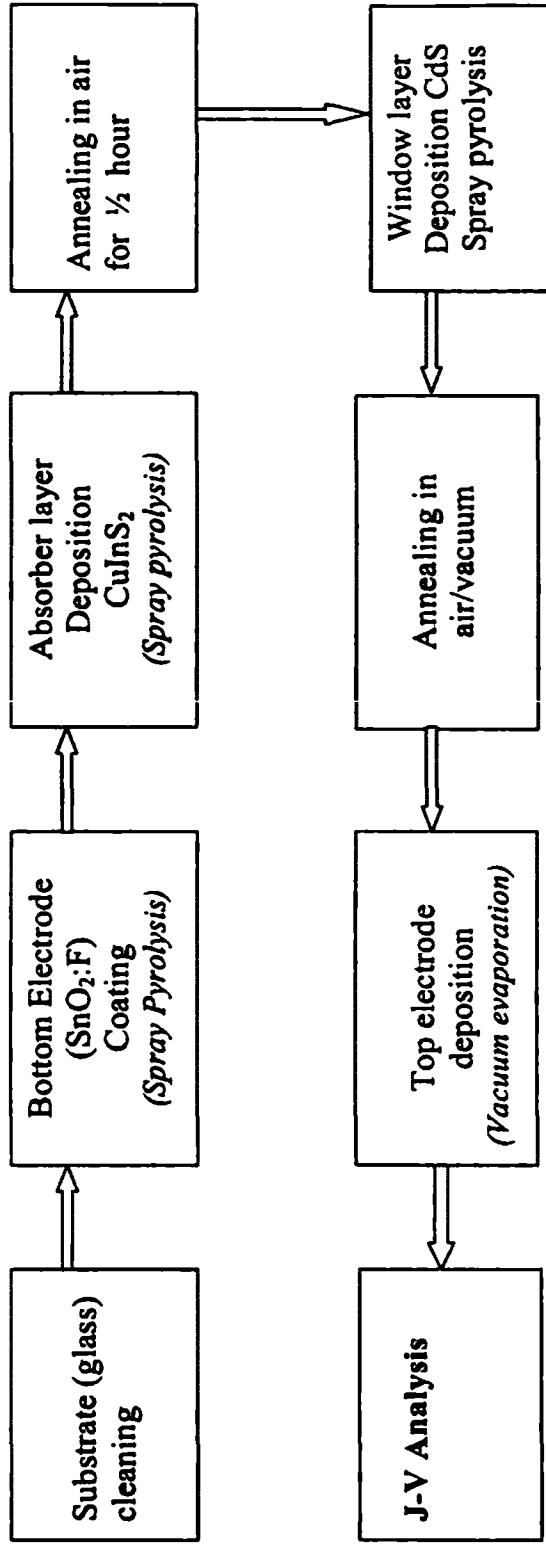 Substrate (glass)
cleaning
Bottom Electrode
(SnO₂:F)
Coating
(Spray Pyrolysis)
Absorber layer
Deposition
CuInS₂
(Spray pyrolysis)
Annealing in air
for ½ hour
Window layer
Deposition CdS
Spray pyrolysis
Annealing in
air/vacuum
Top electrode
deposition
(Vacuum evaporation)
J-V Analysis